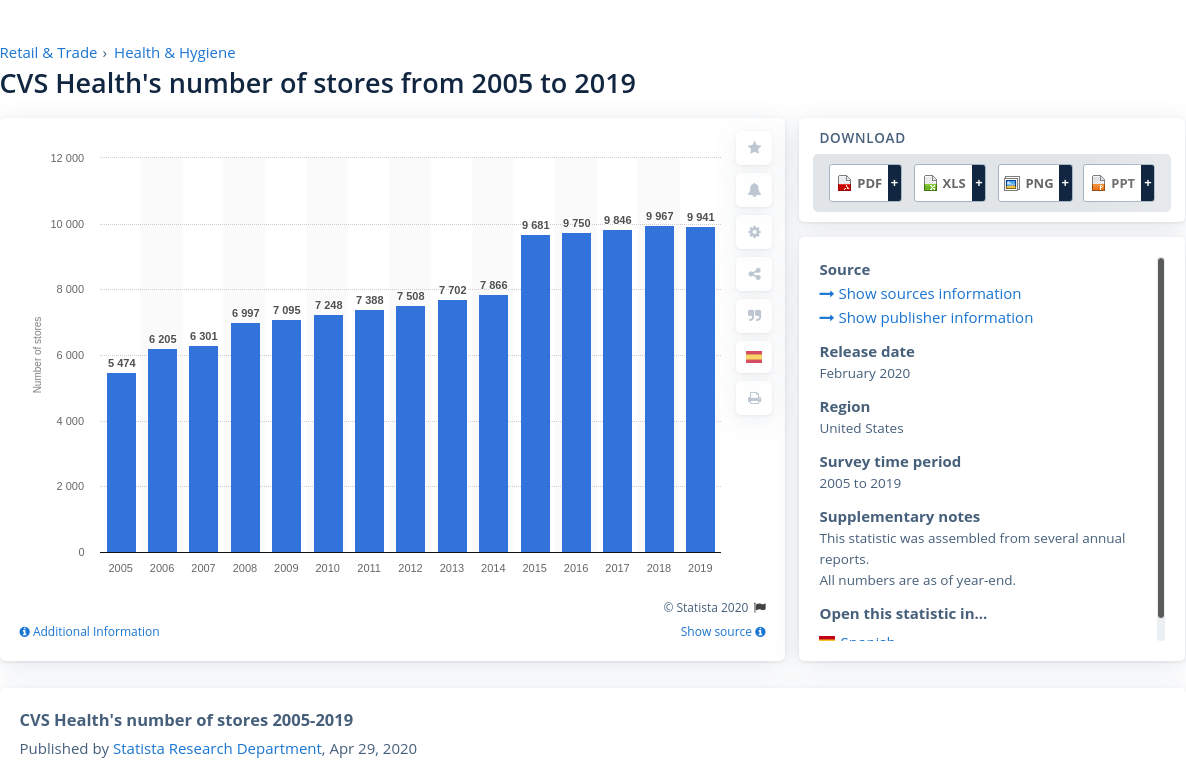 Retail & Trade › Health & Hygiene
CVS Health's number of stores from 2005 to 2019
12 000
10 000
8 000
6 000
4 000
2 000
0
Number of stores
5 474
6 205
6 301
6 997
7 095
7 248
7 388
7 508
7 702
7 866
9 681
9 750
9 846
9 967
9 941
2005 2006 2007 2008 2009 2010 2011 2012 2013 2014 2015 2016 2017 2018 2019
© Statista 2020
Additional Information
Show source
DOWNLOAD
PDF + XLS + PNG + PPT +
Source
Show sources information
Show publisher information
Release date
February 2020
Region
United States
Survey time period
2005 to 2019
Supplementary notes
This statistic was assembled from several annual
reports.
All numbers are as of year-end.
Open this statistic in...
Spanish
CVS Health's number of stores 2005-2019
Published by Statista Research Department, Apr 29, 2020